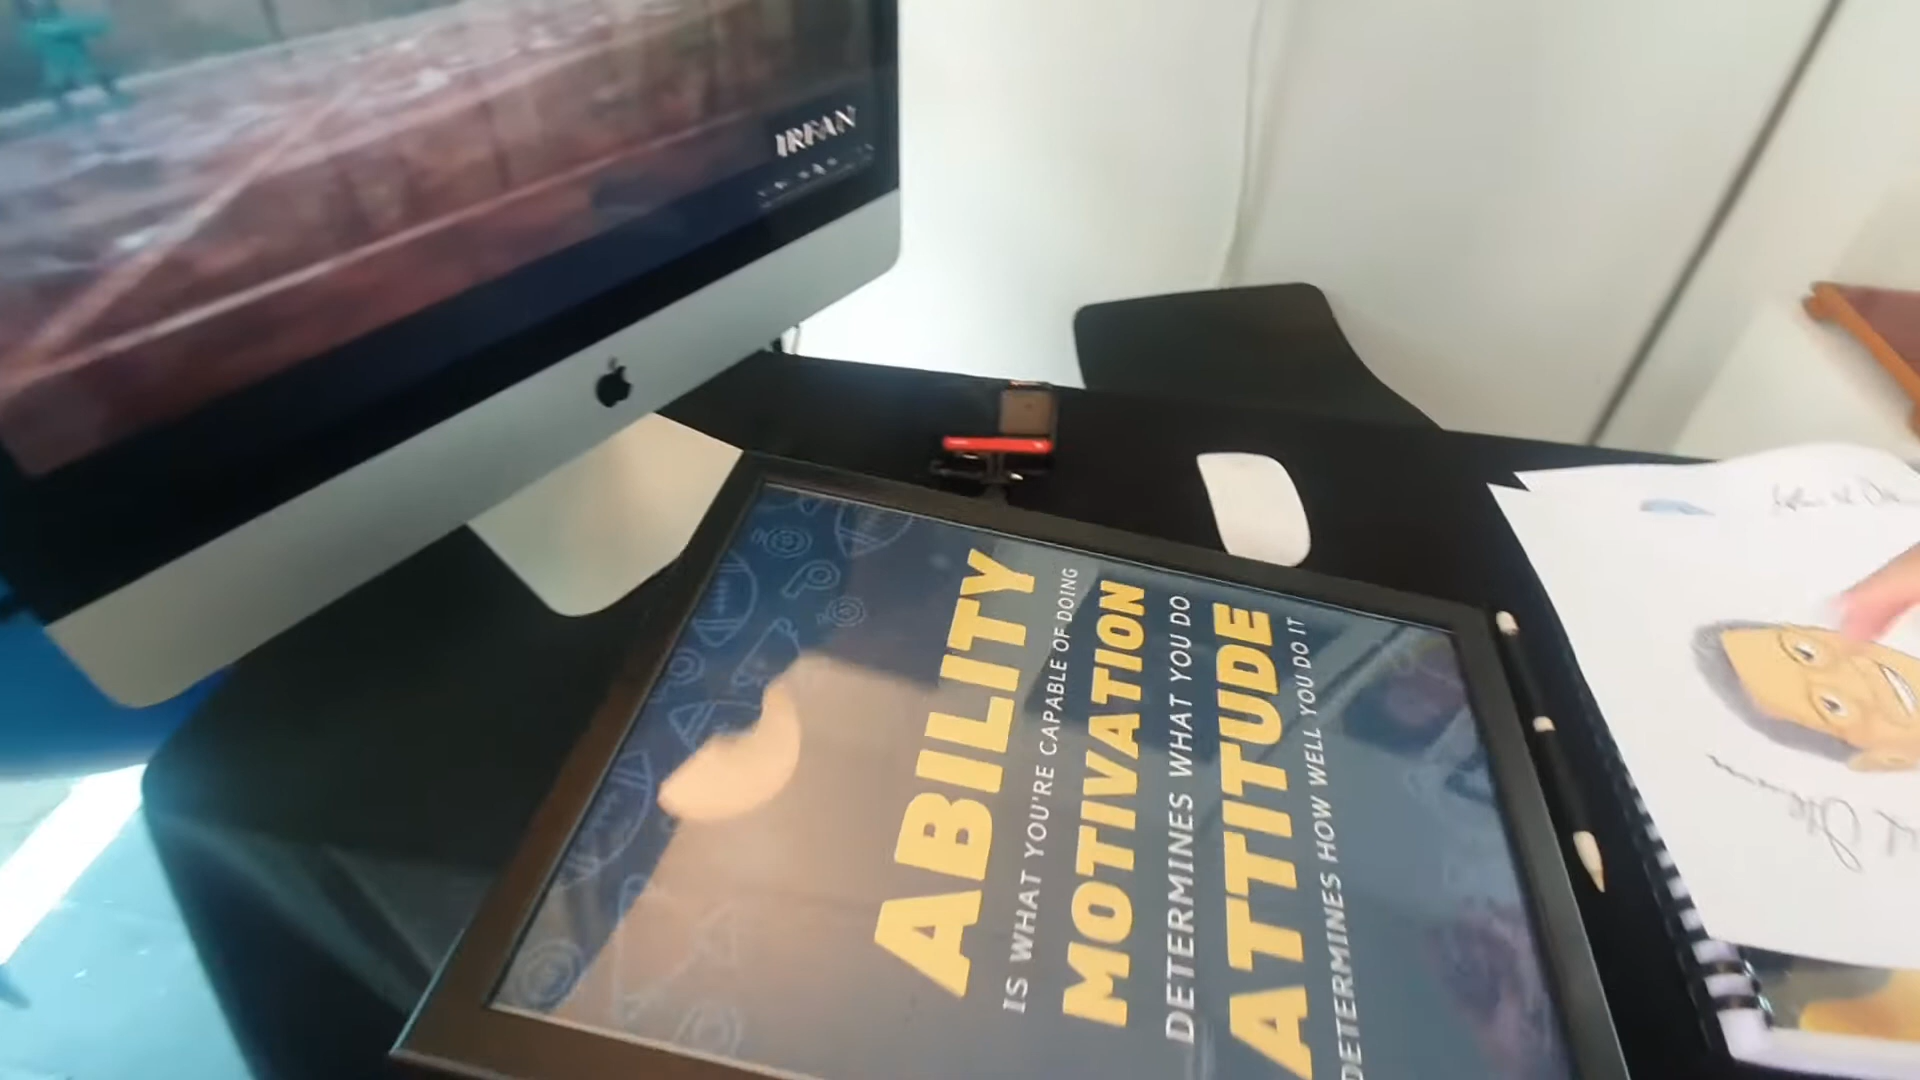 IRFAN
ABILITY
IS WHAT YOU'RE CAPABLE OF DOING
MOTIVATION
DETERMINES WHAT YOU DO
ATTITUDE
DETERMINES HOW WELL YOU DO IT